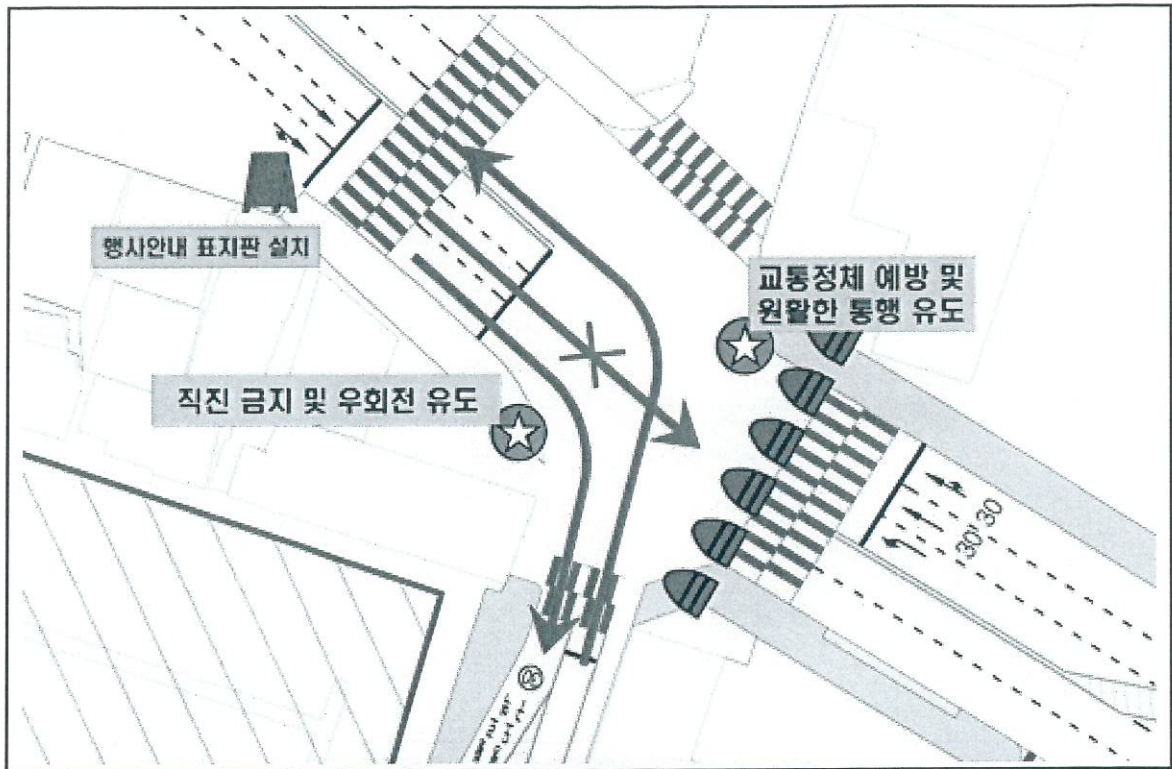 행사안내 표지판 설치
교통정체 예방 및
원활한 통행 유도
직진 금지 및 우회전 유도
30
30